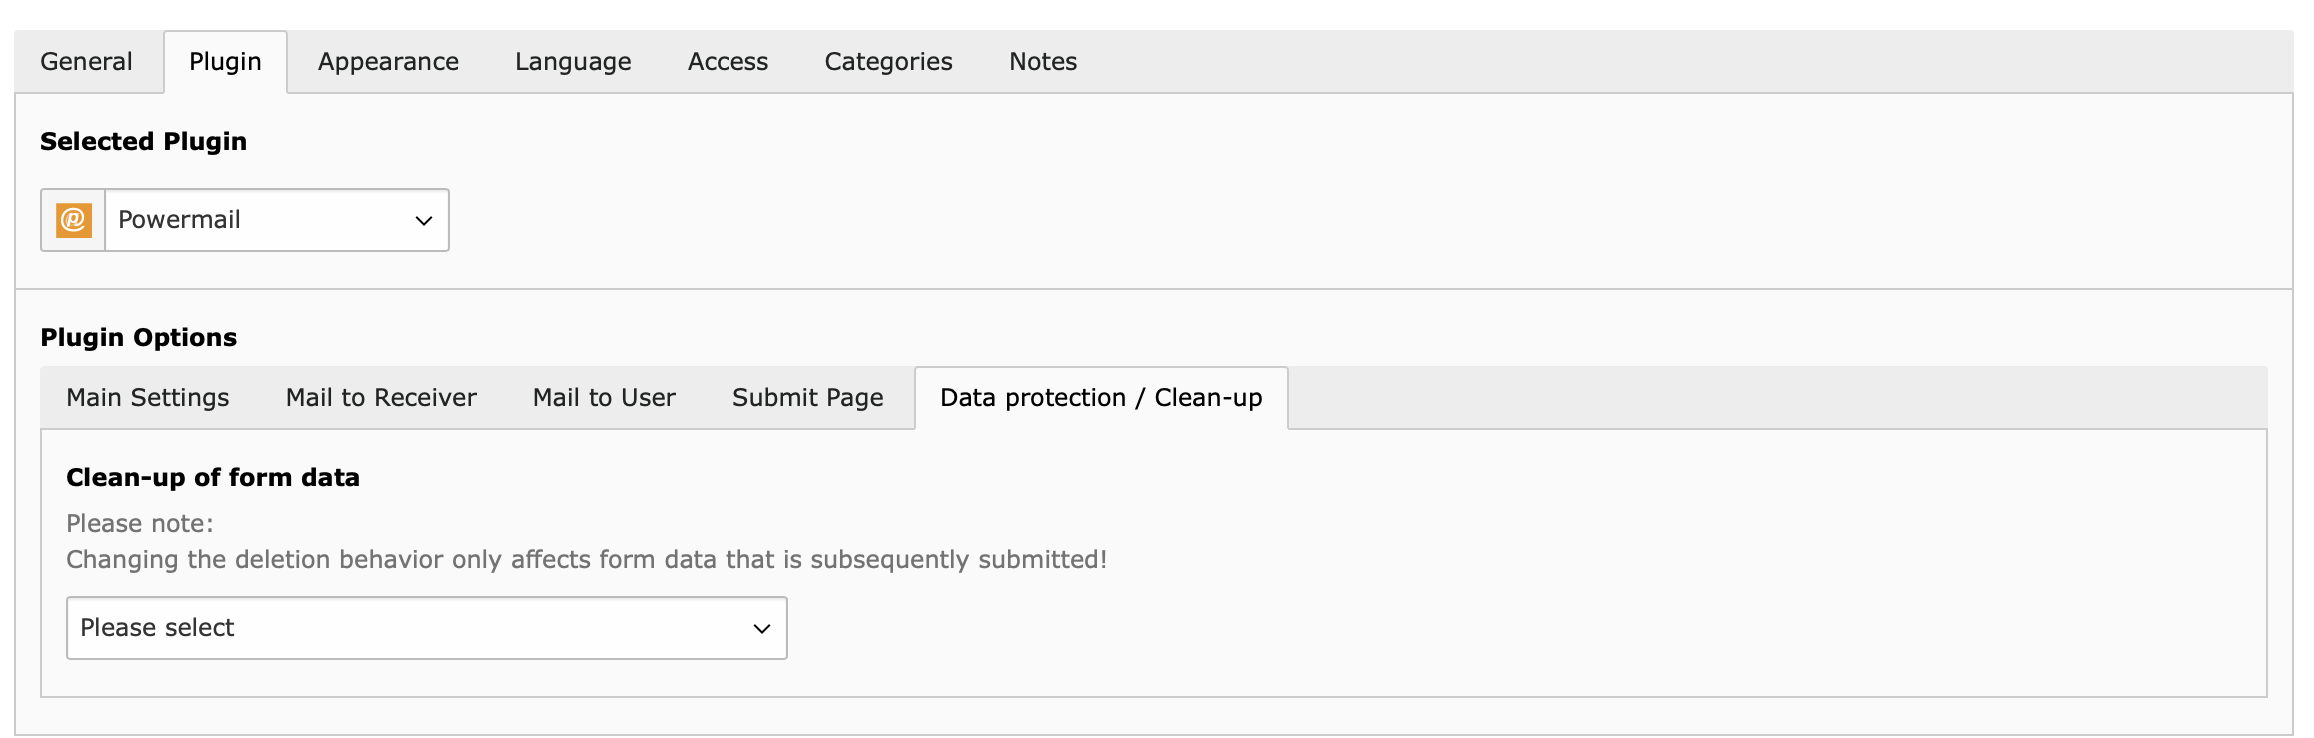 General Plugin Appearance Language Access Categories Notes
Selected Plugin
Powermail
Plugin Options
Main Settings Mail to Receiver Mail to User Submit Page Data protection / Clean-up
Clean-up of form data
Please note:
Changing the deletion behavior only affects form data that is subsequently submitted!
Please select